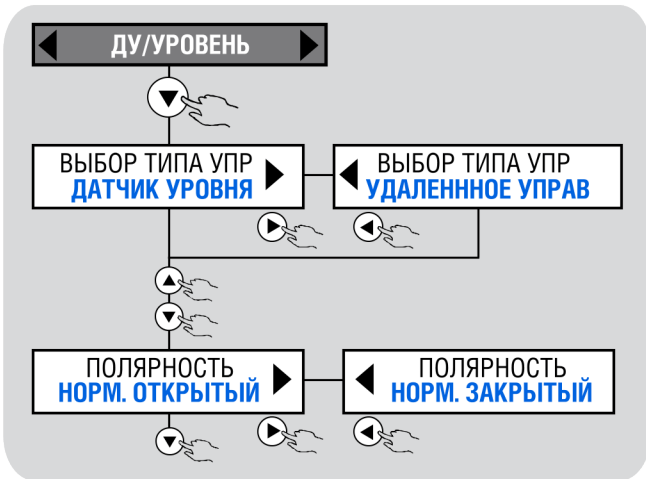 ДУ/УРОВЕНЬ
ВЫБОР ТИПА УПР
ДАТЧИК УРОВНЯ
ВЫБОР ТИПА УПР
УДАЛЕНННОЕ УПРАВ
ПОЛЯРНОСТЬ
НОРМ. ОТКРЫТЫЙ
ПОЛЯРНОСТЬ
НОРМ. ЗАКРЫТЫЙ